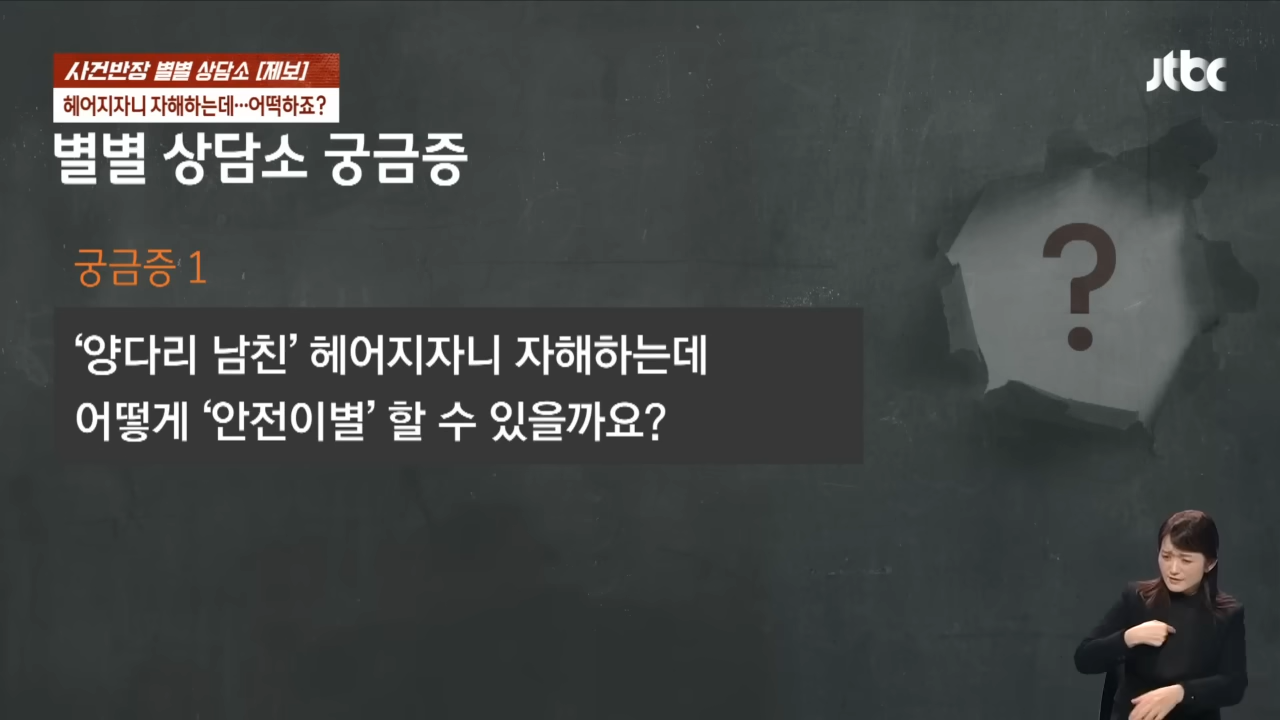 사건반장 별별 상담소 [제보]
헤어지자니 자해하는데…어떡하죠?
jtbc
별별 상담소 궁금증
궁금증 1
‘양다리 남친’ 헤어지자니 자해하는데
어떻게 ‘안전이별’ 할 수 있을까요?
?